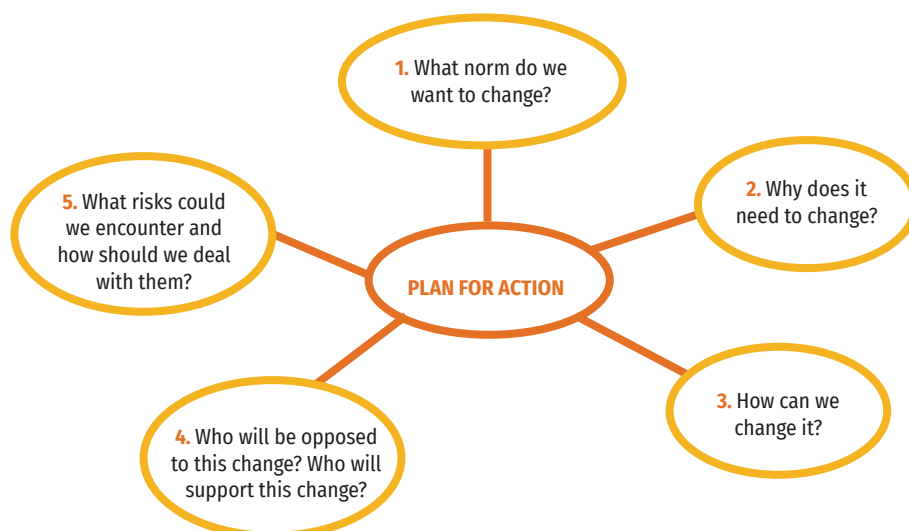 1. What norm do we
want to change?
2. Why does it
need to change?
3. How can we
change it?
4. Who will be opposed
to this change? Who will
support this change?
5. What risks could
we encounter and
how should we deal
with them?
PLAN FOR ACTION